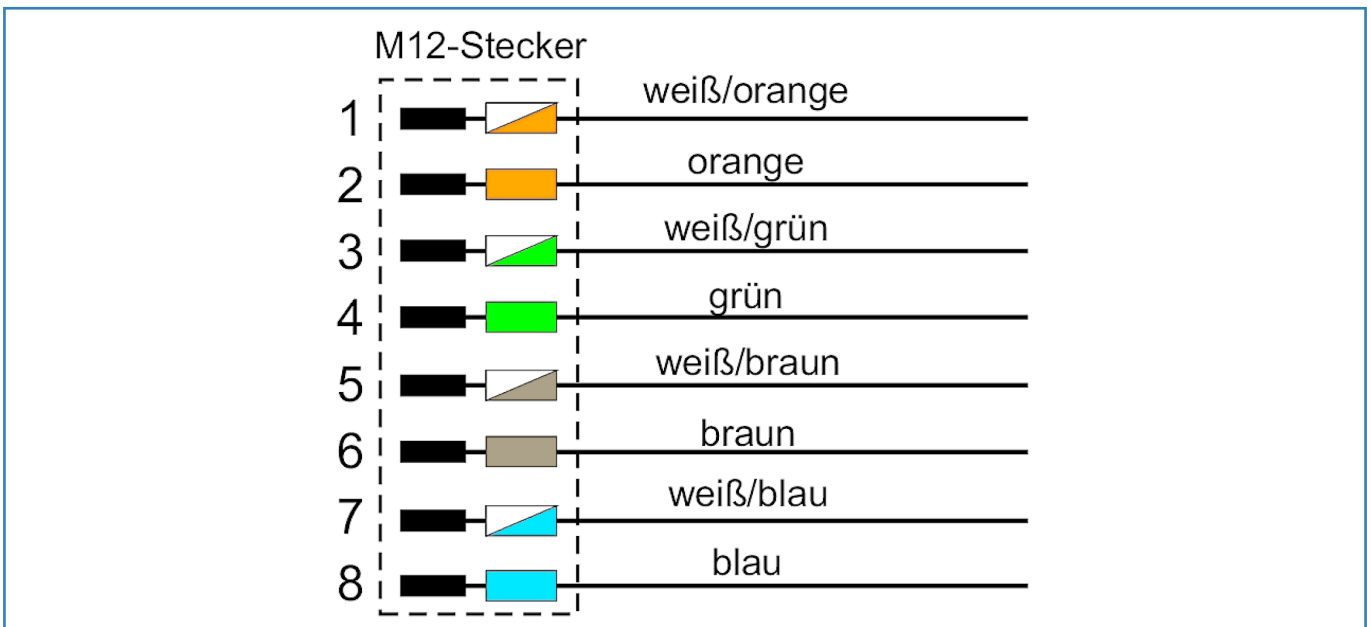 M12-Stecker
1 weiß/orange
2 orange
3 weiß/grün
4 grün
5 weiß/braun
6 braun
7 weiß/blau
8 blau